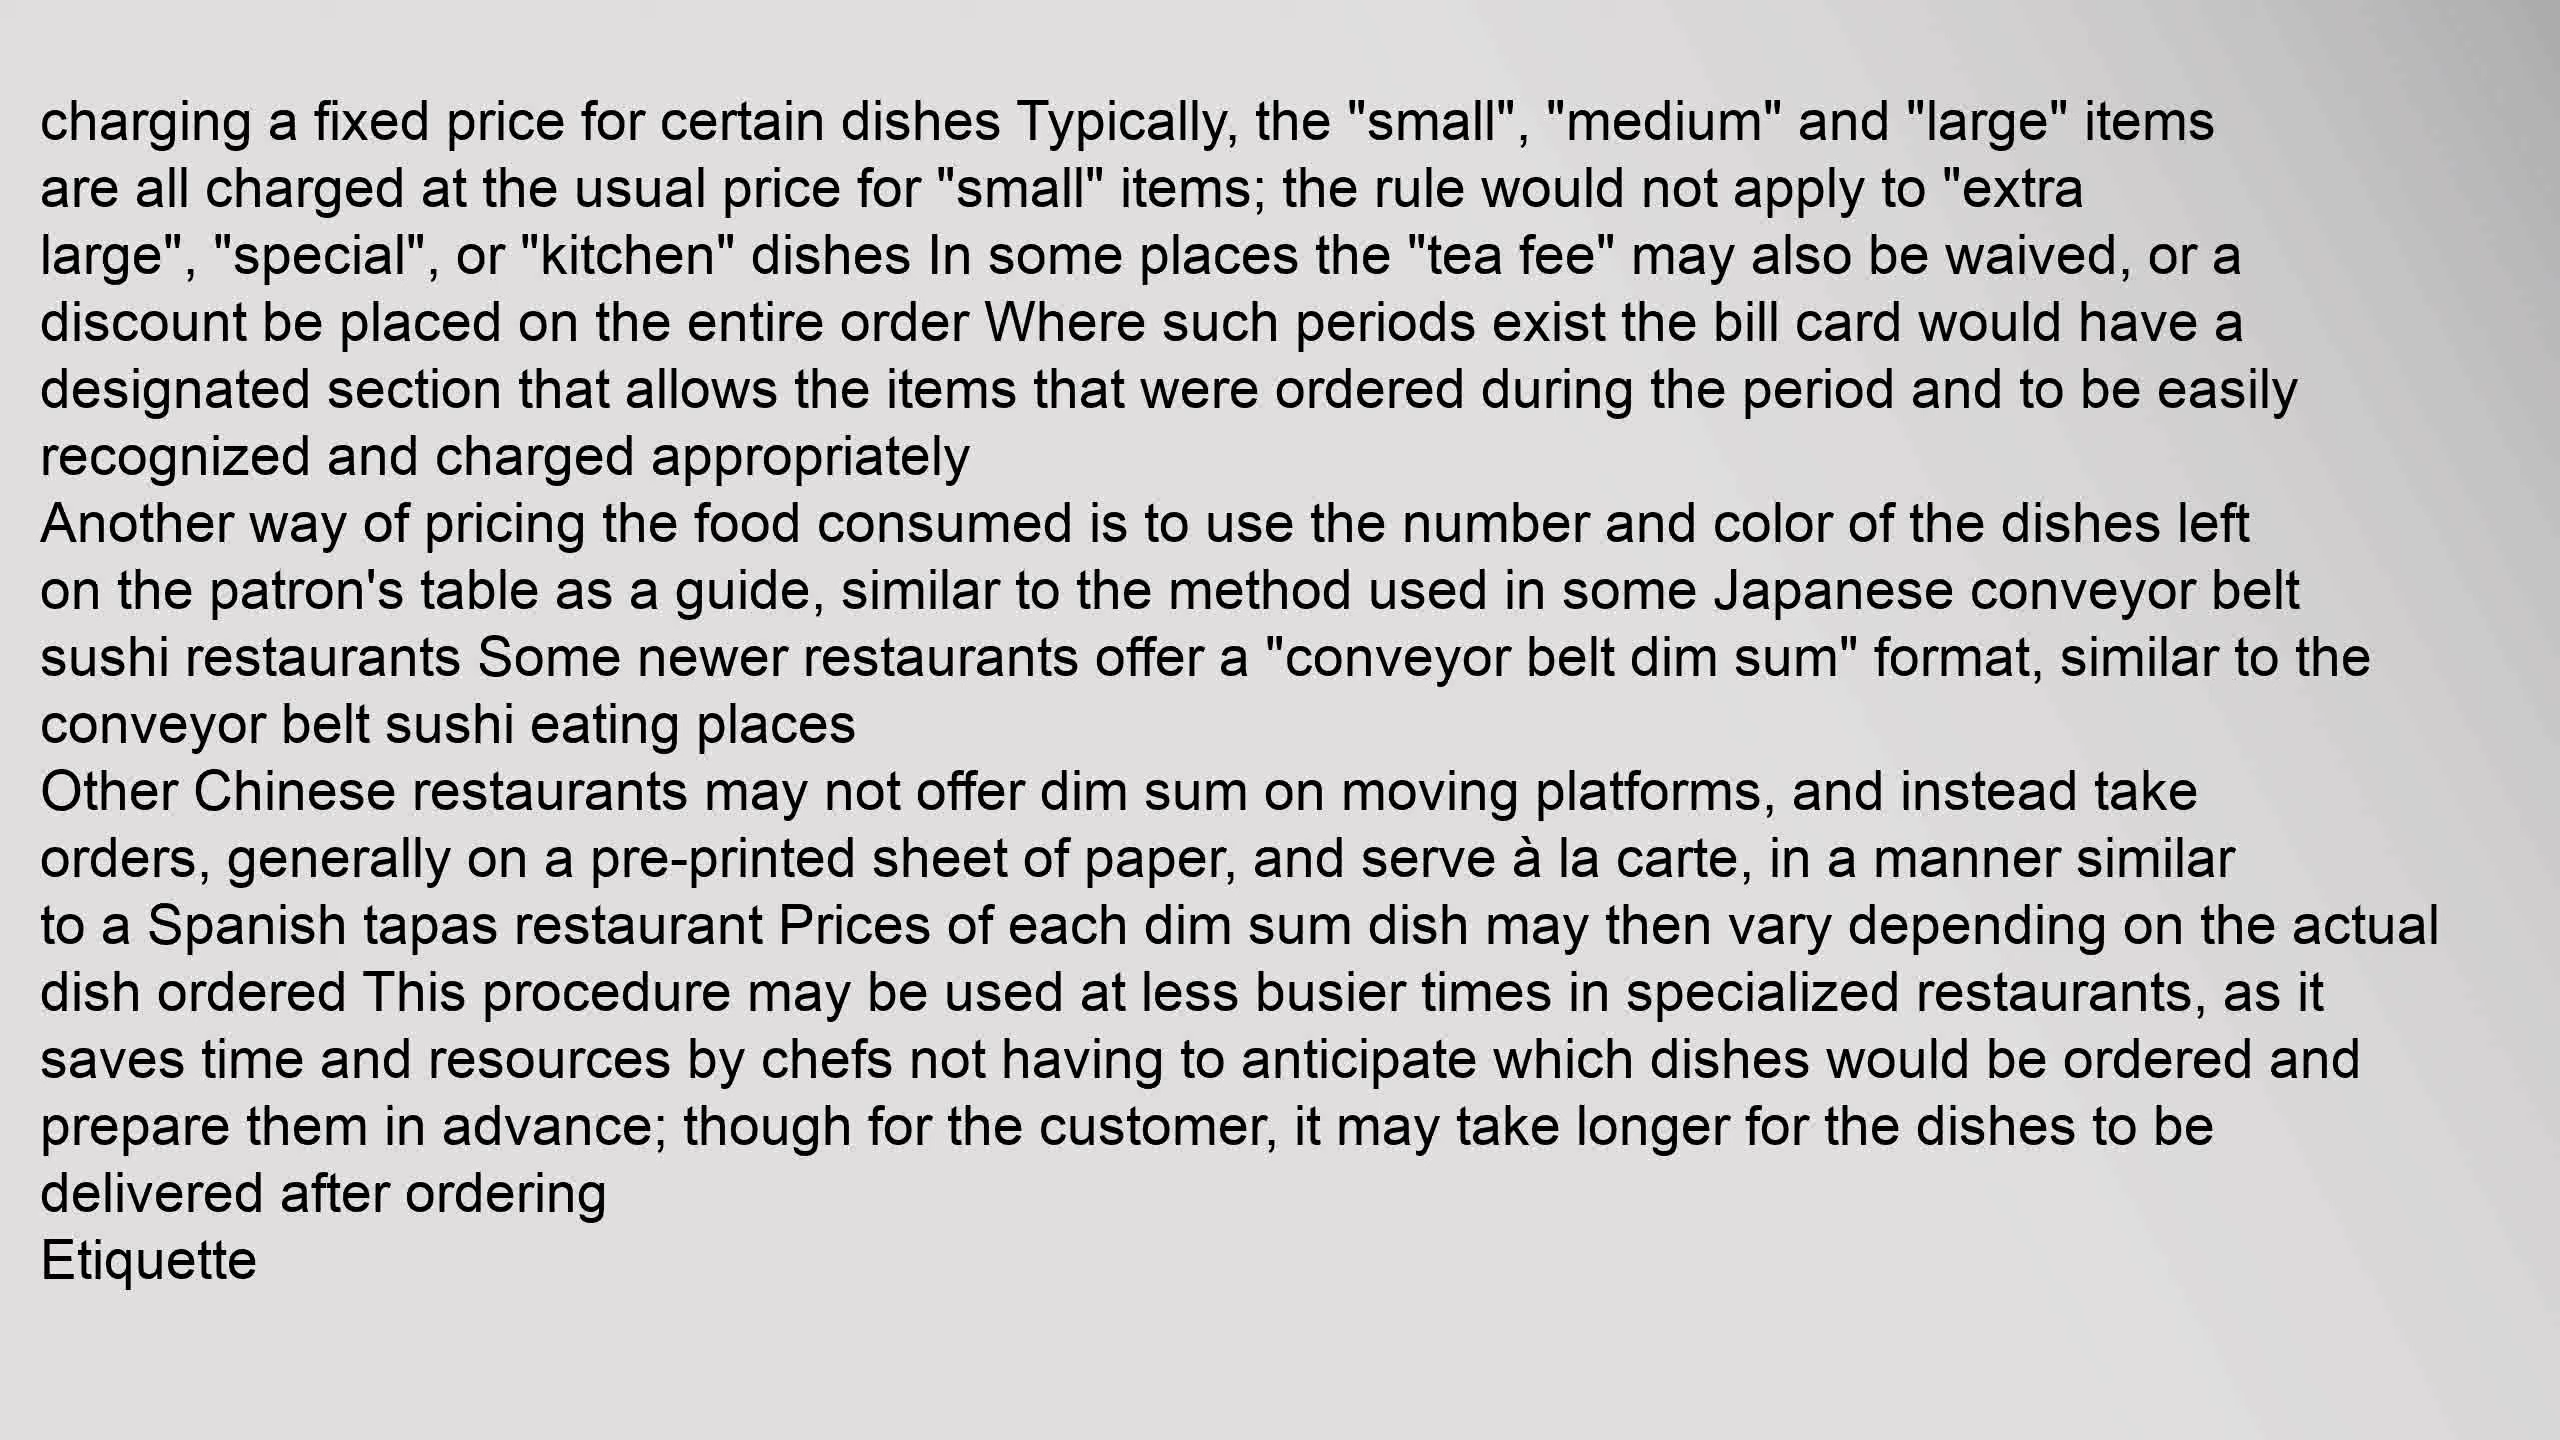 charging a fixed price for certain dishes Typically, the "small", "medium" and "large" items
are all charged at the usual price for "small" items; the rule would not apply to "extra
large", "special", or "kitchen" dishes In some places the "tea fee" may also be waived, or a
discount be placed on the entire order Where such periods exist the bill card would have a
designated section that allows the items that were ordered during the period and to be easily
recognized and charged appropriately
Another way of pricing the food consumed is to use the number and color of the dishes left
on the patron's table as a guide, similar to the method used in some Japanese conveyor belt
sushi restaurants Some newer restaurants offer a "conveyor belt dim sum" format, similar to the
conveyor belt sushi eating places
Other Chinese restaurants may not offer dim sum on moving platforms, and instead take
orders, generally on a pre-printed sheet of paper, and serve à la carte, in a manner similar
to a Spanish tapas restaurant Prices of each dim sum dish may then vary depending on the actual
dish ordered This procedure may be used at less busier times in specialized restaurants, as it
saves time and resources by chefs not having to anticipate which dishes would be ordered and
prepare them in advance; though for the customer, it may take longer for the dishes to be
delivered after ordering
Etiquette